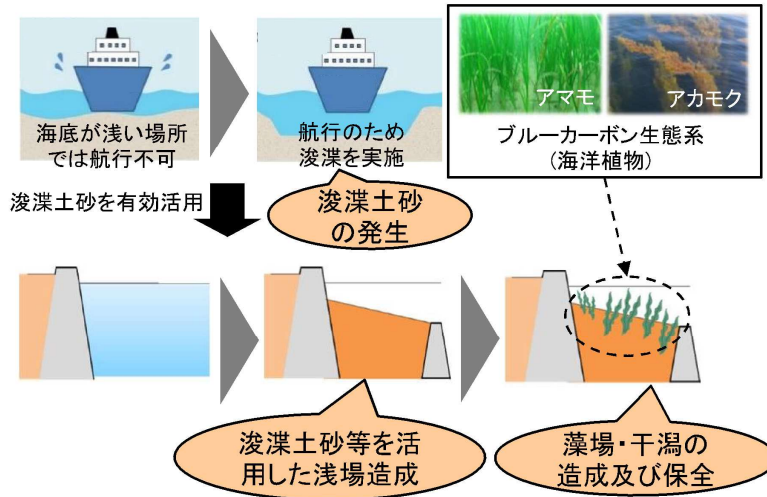 海底が浅い場所
では航行不可
航行のため
浚渫を実施
アマモ
アカモク
ブルーカーボン生態系
(海洋植物)
浚渫土砂を有効活用
浚渫土砂
の発生
浚渫土砂等を活
用した浅場造成
藻場・干潟の
造成及び保全